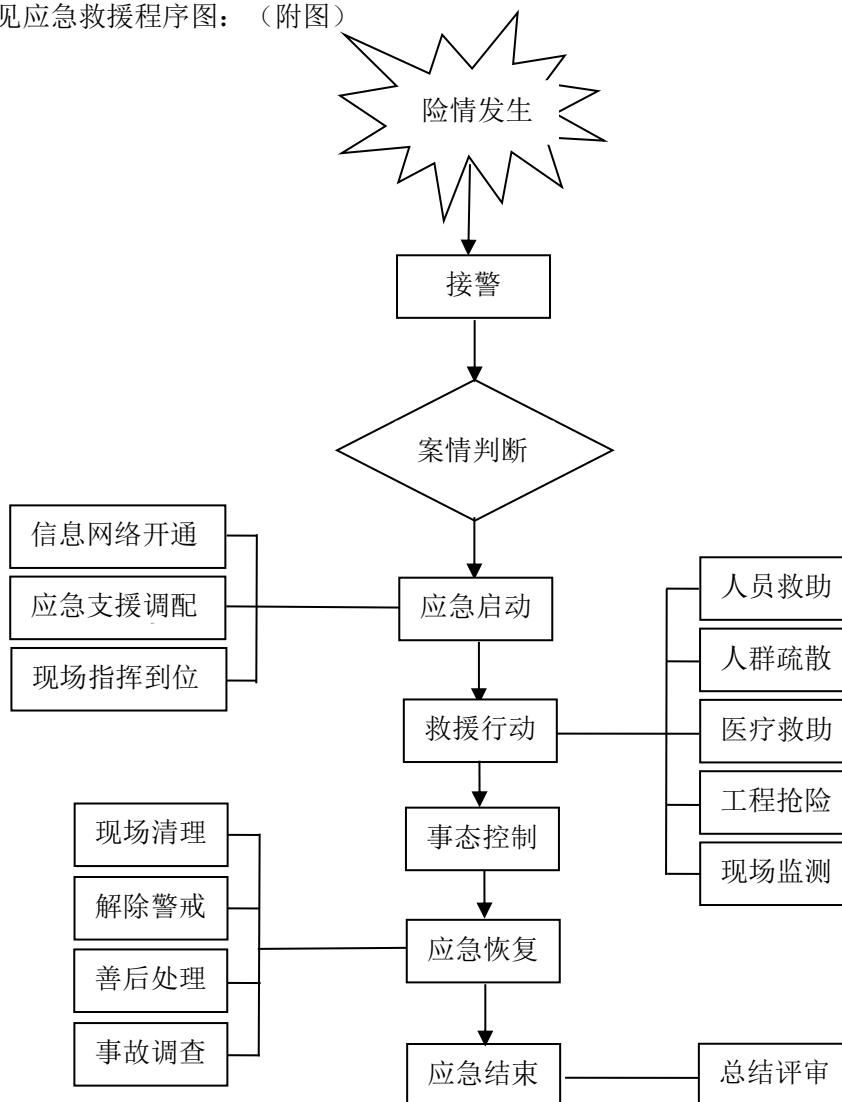 见应急救援程序图：（附图）
险情发生
接警
案情判断
信息网络开通
应急支援调配
现场指挥到位
应急启动
人员救助
人群疏散
医疗救助
工程抢险
现场监测
救援行动
事态控制
现场清理
解除警戒
善后处理
事故调查
应急恢复
应急结束
总结评审